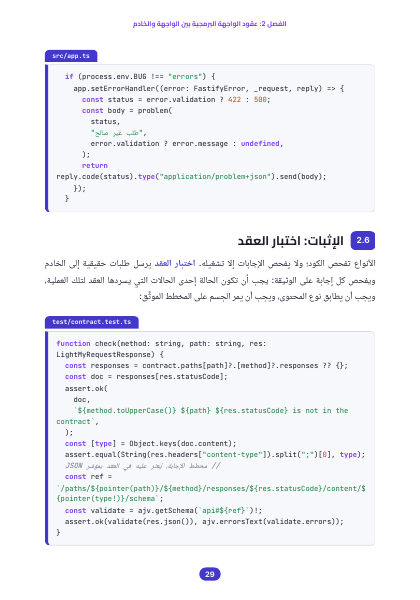 الفصل 2: عقود الواجهة البرمجية بين الواجهة والخادم
src/app.ts
if (process.env.BUG !== "errors") {
app.setErrorHandler((error: FastifyError, _request, reply) => {
const status = error.validation ? 422 : 500;
const body = problem(
status,
"طلب غير صالح",
error.validation ? error.message : undefined,
);
return
reply.code(status).type("application/problem+json").send(body);
});
}
2.6 الإثبات: اختبار العقد
الأنواع تفحص الكود؛ ولا يفحص الإجابات إلا تشغيله. اختبار العقد يرسل طلبات حقيقية إلى الخادم
ويفحص كل إجابة على الوثيقة: يجب أن تكون الحالة إحدى الحالات التي يسردها العقد لتلك العملية،
ويجب أن يطابق نوع المحتوى، ويجب أن يمر الجسم على المخطط الموثَّق:
test/contract.test.ts
function check(method: string, path: string, res:
LightMyRequestResponse) {
const responses = contract.paths[path]?.[method]?.responses ?? {};
const doc = responses[res.statusCode];
assert.ok(
doc,
`${method.toUpperCase()} ${path} ${res.statusCode} is not in the
contract`,
);
const [type] = Object.keys(doc.content);
assert.equal(String(res.headers["content-type"]).split(";")[0], type);
// مخطط الإجابة، يُعثر عليه في العقد بمؤشر JSON
const ref =
`/paths/${pointer(path)}/${method}/responses/${res.statusCode}/content/$
{pointer(type!)}/schema`;
const validate = ajv.getSchema(`api#${ref}`)!;
assert.ok(validate(res.json()), ajv.errorsText(validate.errors));
}
29